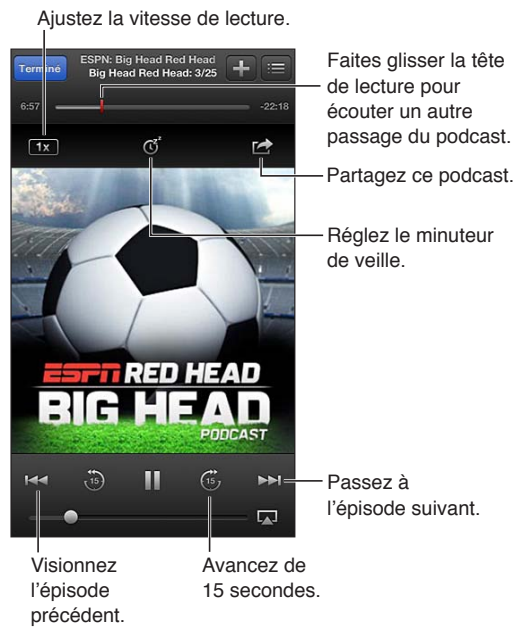 Ajustez la vitesse de lecture.
Terminé
ESPN: Big Head Red Head
Big Head Red Head: 3/25
6:57
-22:18
1x
Faites glisser la tête
de lecture pour
écouter un autre
passage du podcast.
Partagez ce podcast.
Réglez le minuteur
de veille.
ESPN RED HEAD
BIG HEAD
PODCAST
15
15
Passez à
l'épisode suivant.
Visionnez
l'épisode
précédent.
Avancez de
15 secondes.